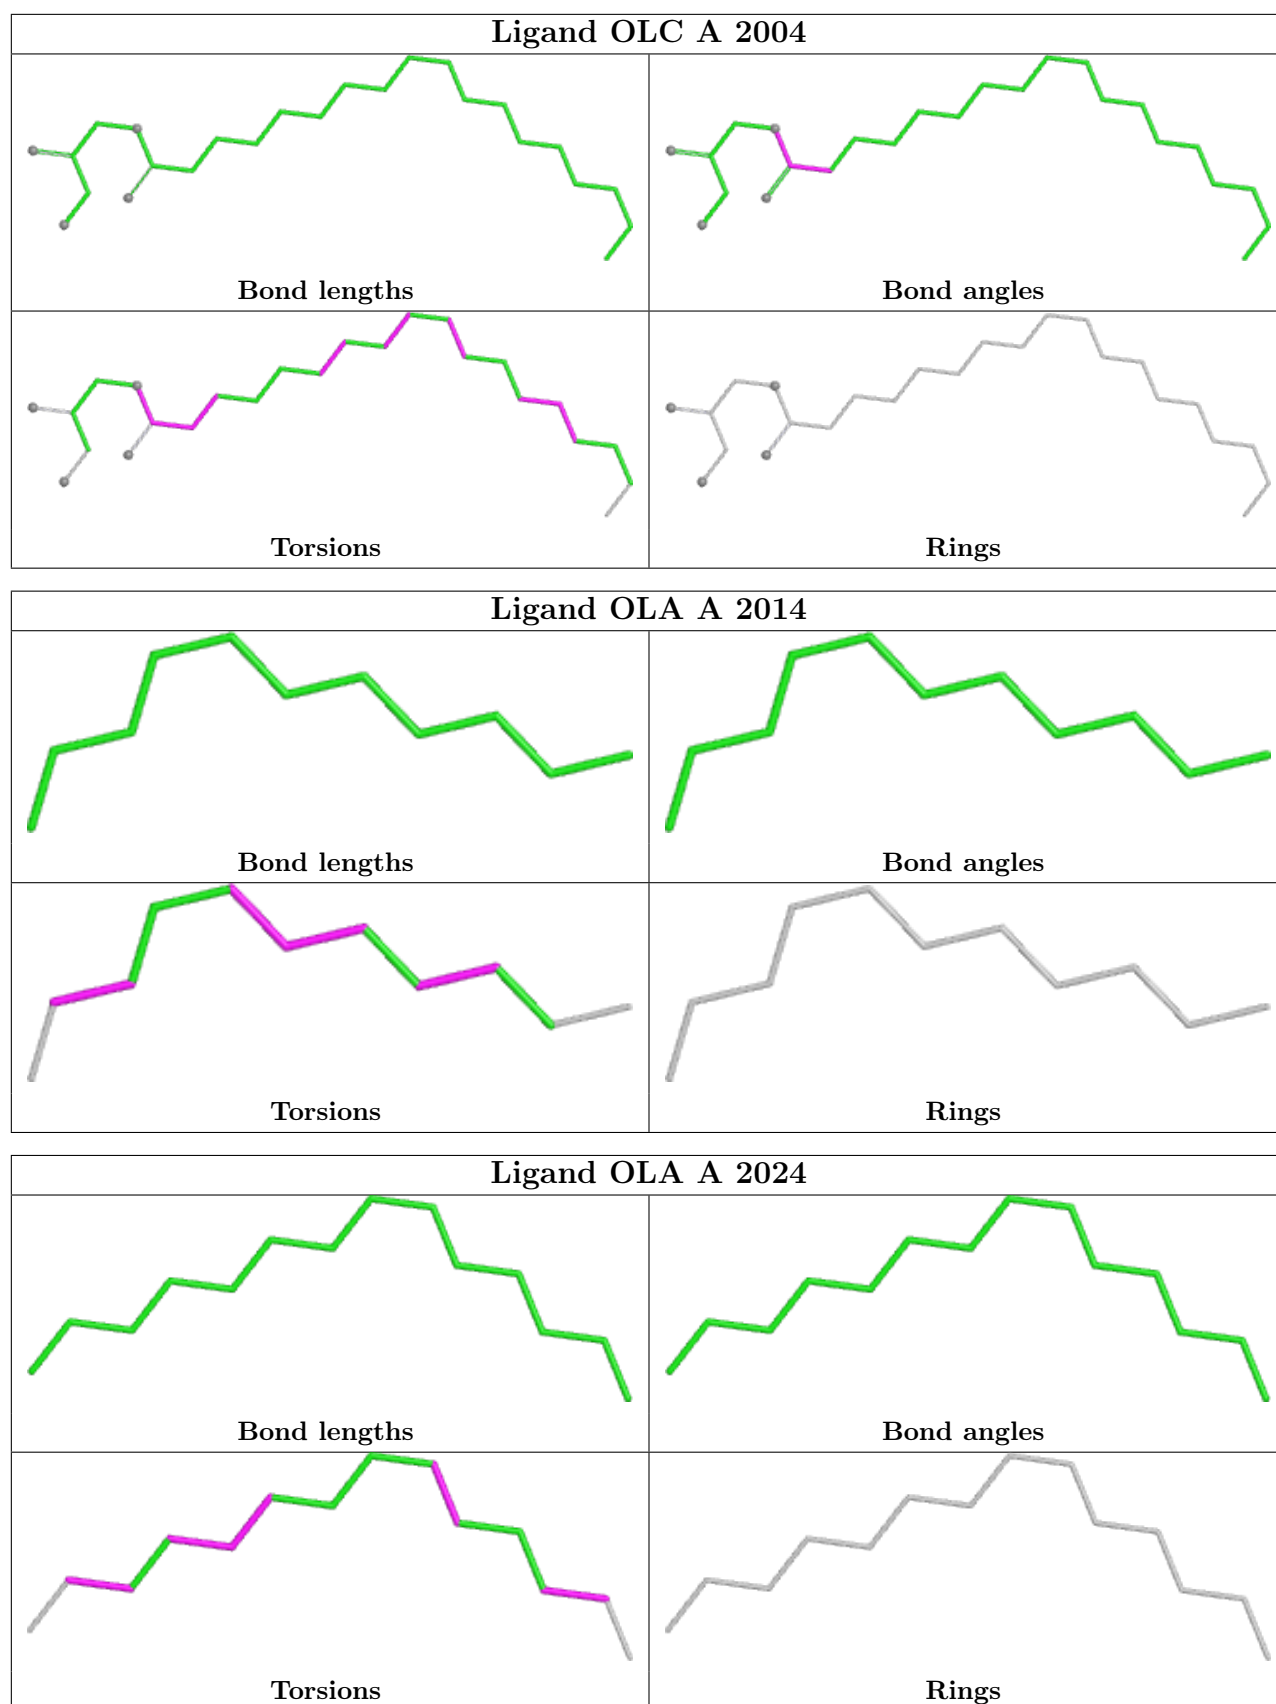 Ligand OLC A 2004
Bond lengths
Bond angles
Torsions
Rings
Ligand OLA A 2014
Bond lengths
Bond angles
Torsions
Rings
Ligand OLA A 2024
Bond lengths
Bond angles
Torsions
Rings